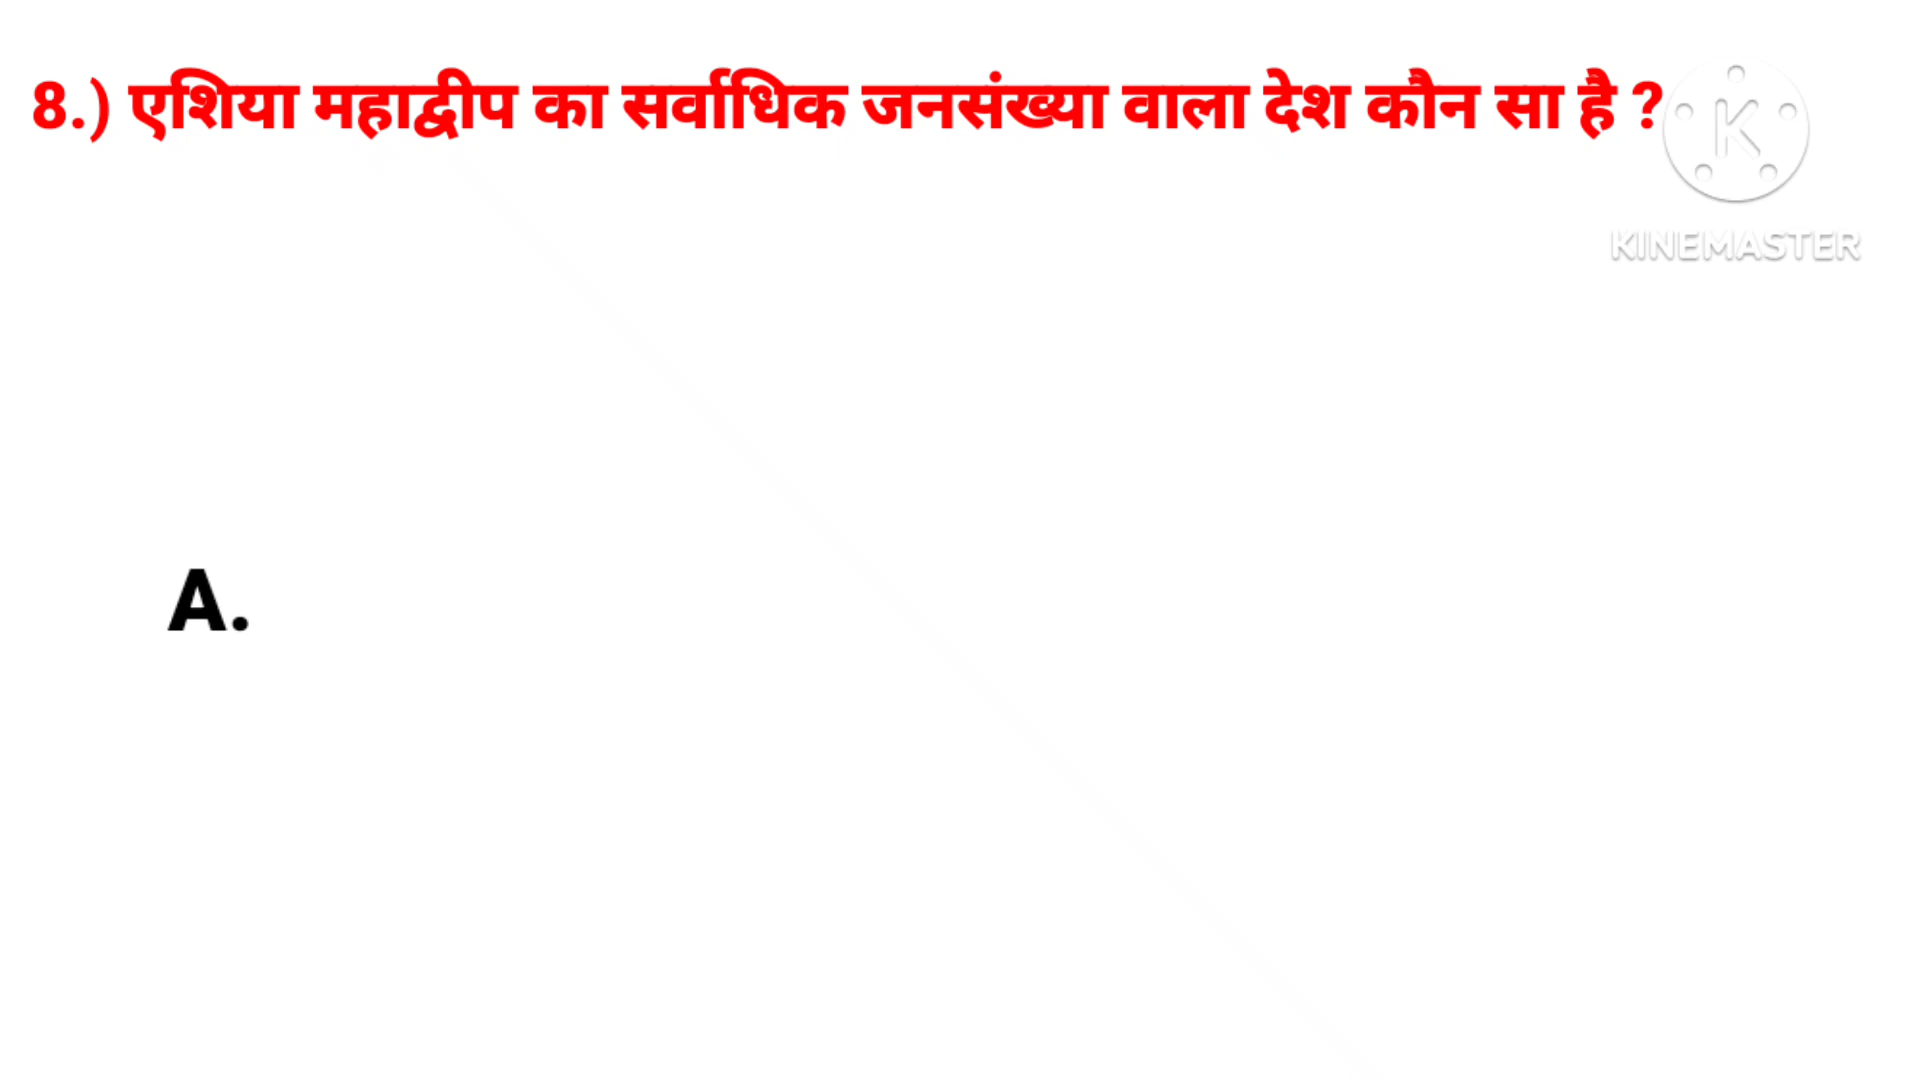 8.) एशिया महाद्वीप का सर्वाधिक जनसंख्या वाला देश कौन सा है ?
K
KINEMASTER
A.